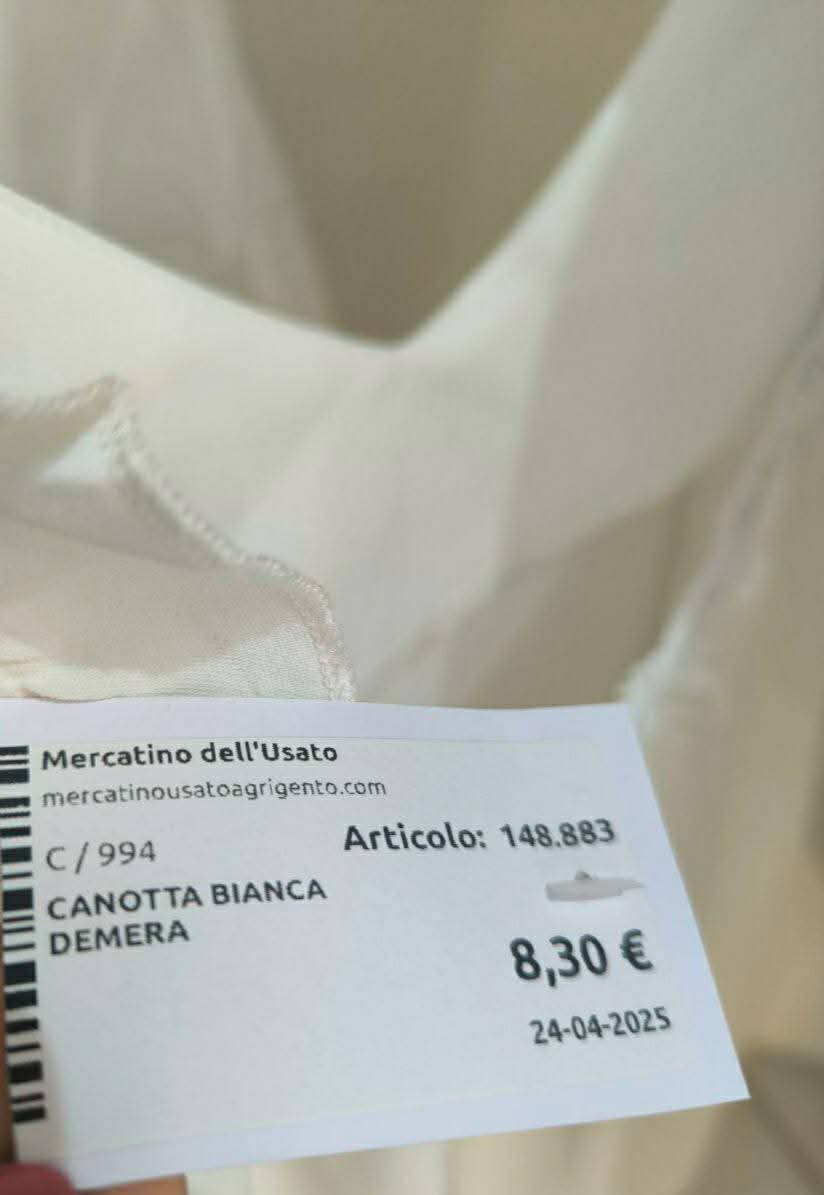 Mercatino dell'Usato
mercatinousatoagrigento.com
Articolo: 148.883
C / 994
CANOTTA BIANCA
DEMERA
8,30 €
24-04-2025